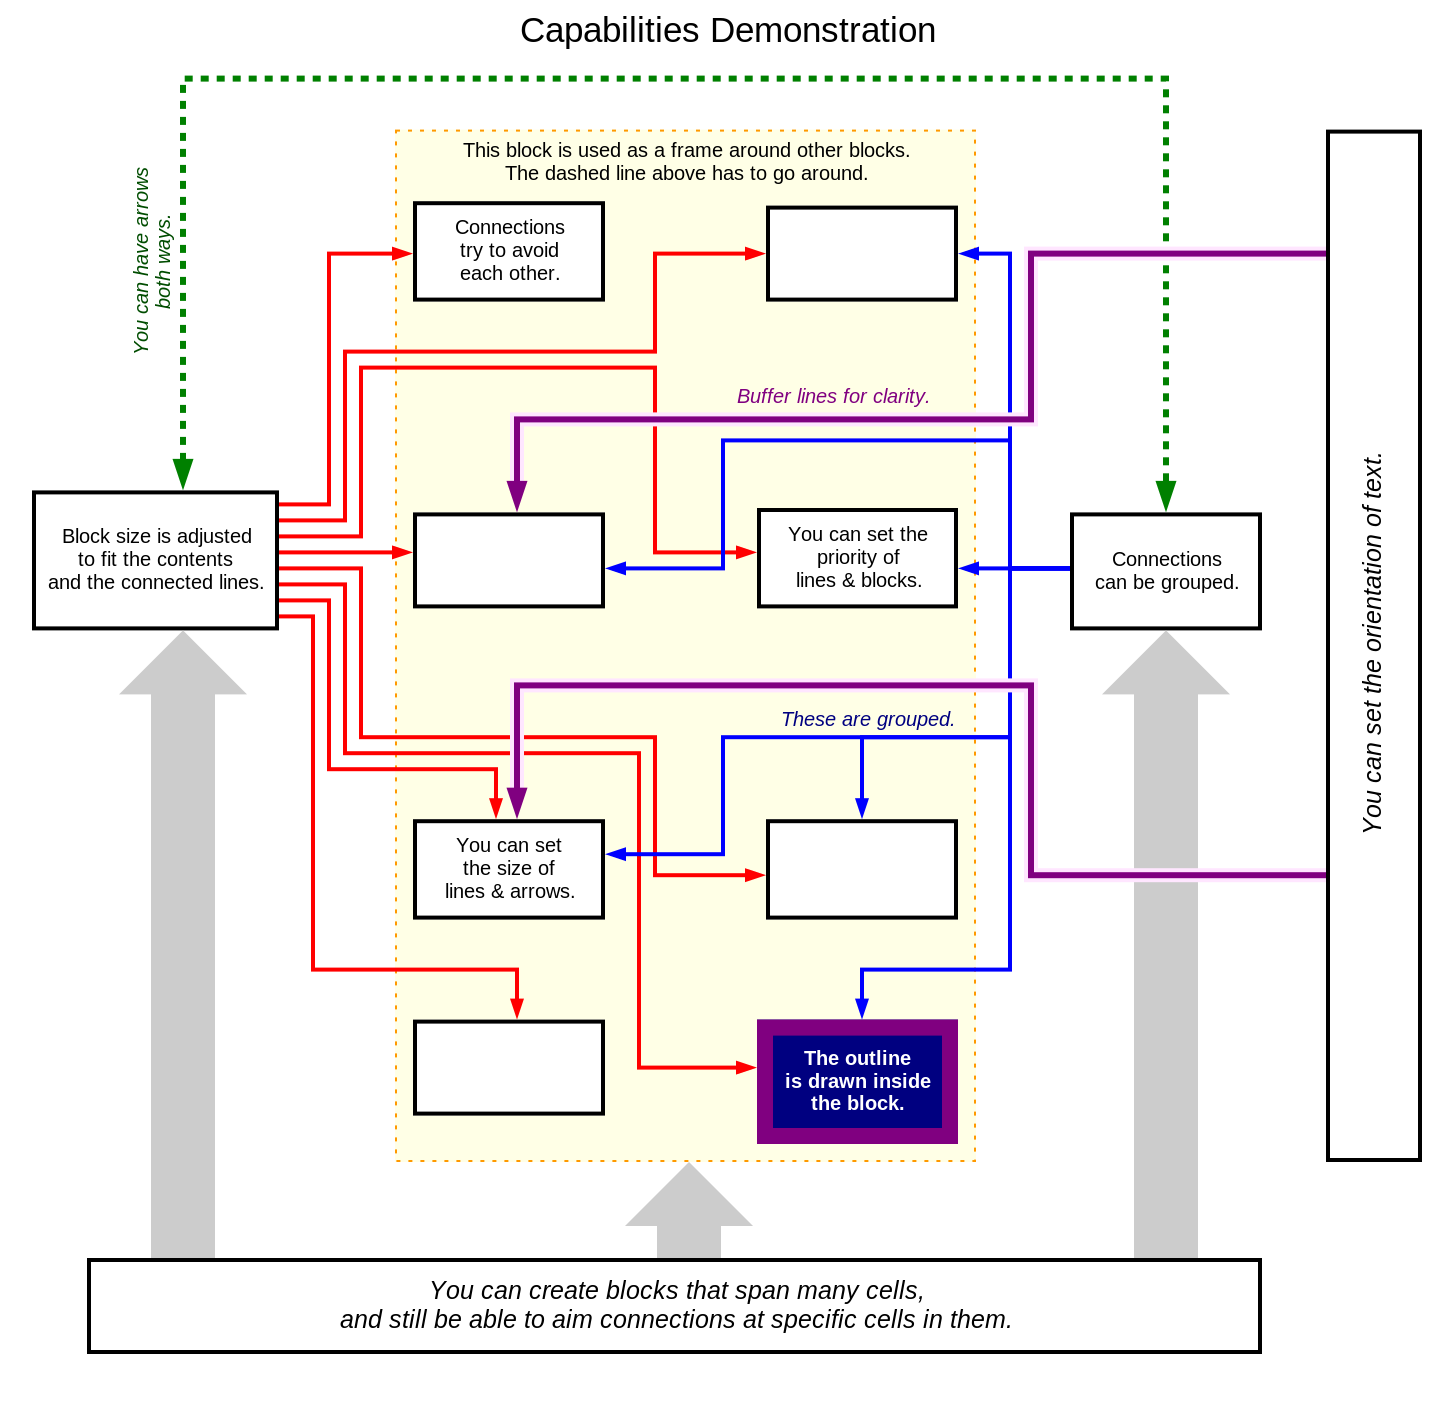 Capabilities Demonstration
You can have arrows
both ways.
This block is used as a frame around other blocks.
The dashed line above has to go around.
Connections
try to avoid
each other.
Buffer lines for clarity.
Block size is adjusted
to fit the contents
and the connected lines.
You can set the
priority of
lines & blocks.
Connections
can be grouped.
You can set the orientation of text.
These are grouped.
You can set
the size of
lines & arrows.
The outline
is drawn inside
the block.
You can create blocks that span many cells,
and still be able to aim connections at specific cells in them.